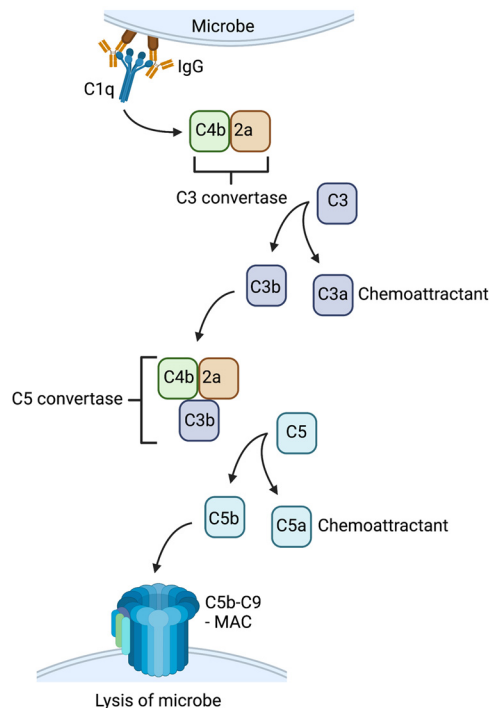 Microbe
IgG
C1q
C4b 2a
C3 convertase
C3
C3b
C3a Chemoattractant
C4b 2a
C5 convertase
C3b
C5
C5b
C5a Chemoattractant
C5b-C9
- MAC
Lysis of microbe